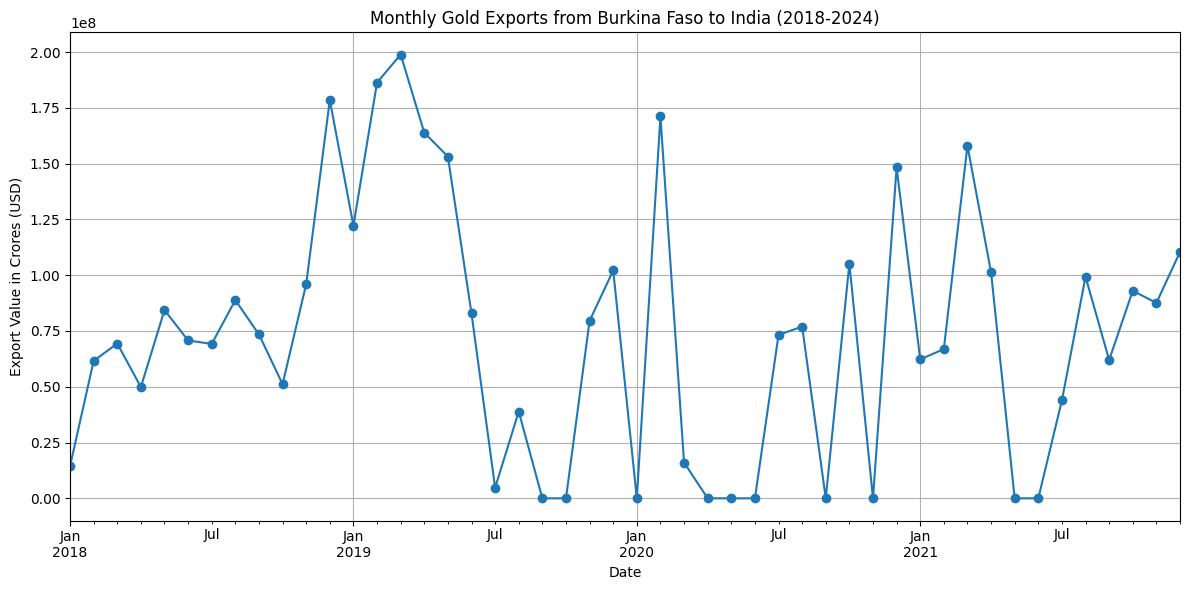 Monthly Gold Exports from Burkina Faso to India (2018-2024)
1e8
Export Value in Crores (USD)
2.00
1.75
1.50
1.25
1.00
0.75
0.50
0.25
0.00
Jan Jul Jan Jul Jan Jul Jan Jul
2018 2019 2020 2021
Date